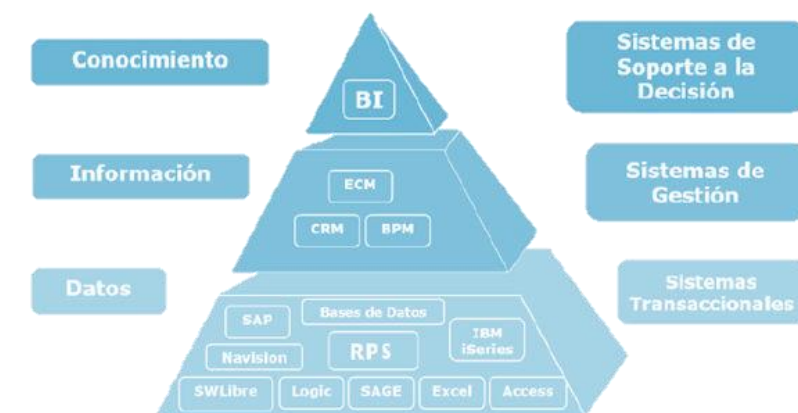 Conocimiento
BI
Sistemas de
Soporte a la
Decisión
Información
ECM
CRM
BPM
Sistemas de
Gestión
Datos
SAP
Bases de Datos
IBM
iSeries
Navision
RPS
SWLibre
Logic
SAGE
Excel
Access
Sistemas
Transaccionales